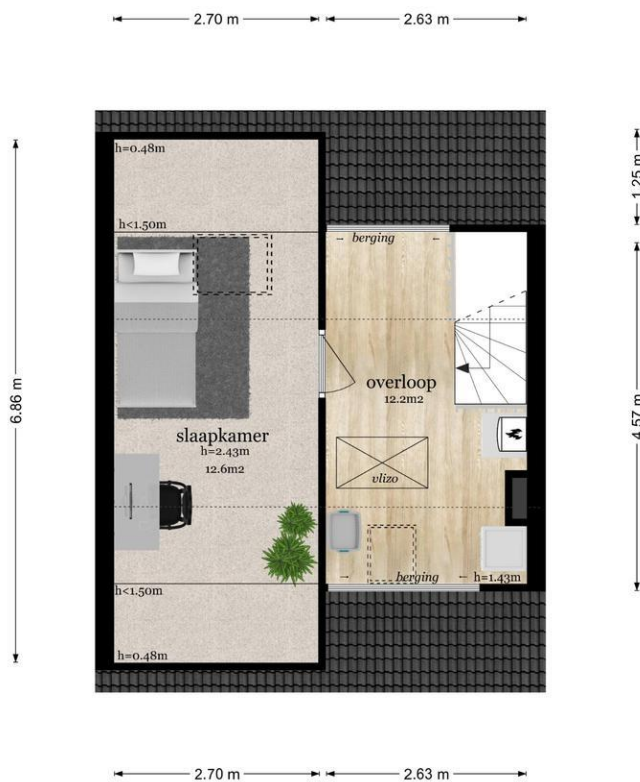 2.70 m
2.63 m
h=0.48m
1.25 m
h<1.50m
berging
6.86 m
overloop
12.2m2
4.57 m
slaapkamer
h=2.43m
12.6m2
vlizo
h<1.50m
berging
h=1.43m
h=0.48m
2.70 m
2.63 m